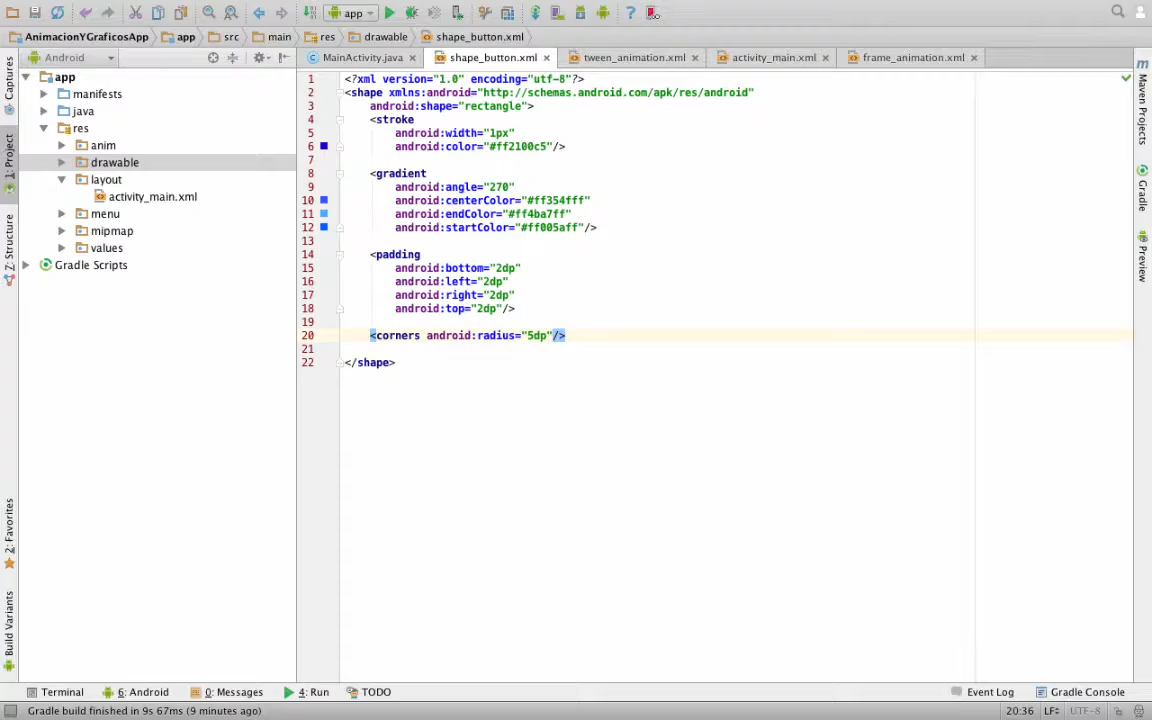 app
AnimacionYGraficosApp app src main res drawable shape_button.xml
Android
MainActivity.java shape_button.xml tween_animation.xml activity_main.xml frame_animation.xml
Captures
1: Project
Z: Structure
2: Favorites
Build Variants
app
manifests
java
res
anim
drawable
layout
activity_main.xml
menu
mipmap
values
Gradle Scripts
1 <?xml version="1.0" encoding="utf-8"?>
2 <shape xmlns:android="http://schemas.android.com/apk/res/android"
3 android:shape="rectangle">
4 <stroke
5 android:width="1px"
6 android:color="#ff2100c5"/>
7
8 <gradient
9 android:angle="270"
10 android:centerColor="#ff354fff"
11 android:endColor="#ff4ba7ff"
12 android:startColor="#ff005aff"/>
13
14 <padding
15 android:bottom="2dp"
16 android:left="2dp"
17 android:right="2dp"
18 android:top="2dp"/>
19
20 <corners android:radius="5dp"/>
21
22 </shape>
Maven Projects
Gradle
Preview
Terminal 6: Android 0: Messages 4: Run TODO Event Log Gradle Console
Gradle build finished in 9s 67ms (9 minutes ago) 20:36 LF÷ UTF-8÷